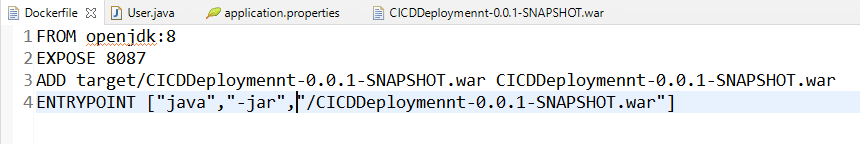 Dockerfile User.java application.properties CICDDeploymennt-0.0.1-SNAPSHOT.war
1 FROM openjdk:8
2 EXPOSE 8087
3 ADD target/CICDDeploymennt-0.0.1-SNAPSHOT.war CICDDeploymennt-0.0.1-SNAPSHOT.war
4 ENTRYPOINT ["java","-jar","/CICDDeploymennt-0.0.1-SNAPSHOT.war"]